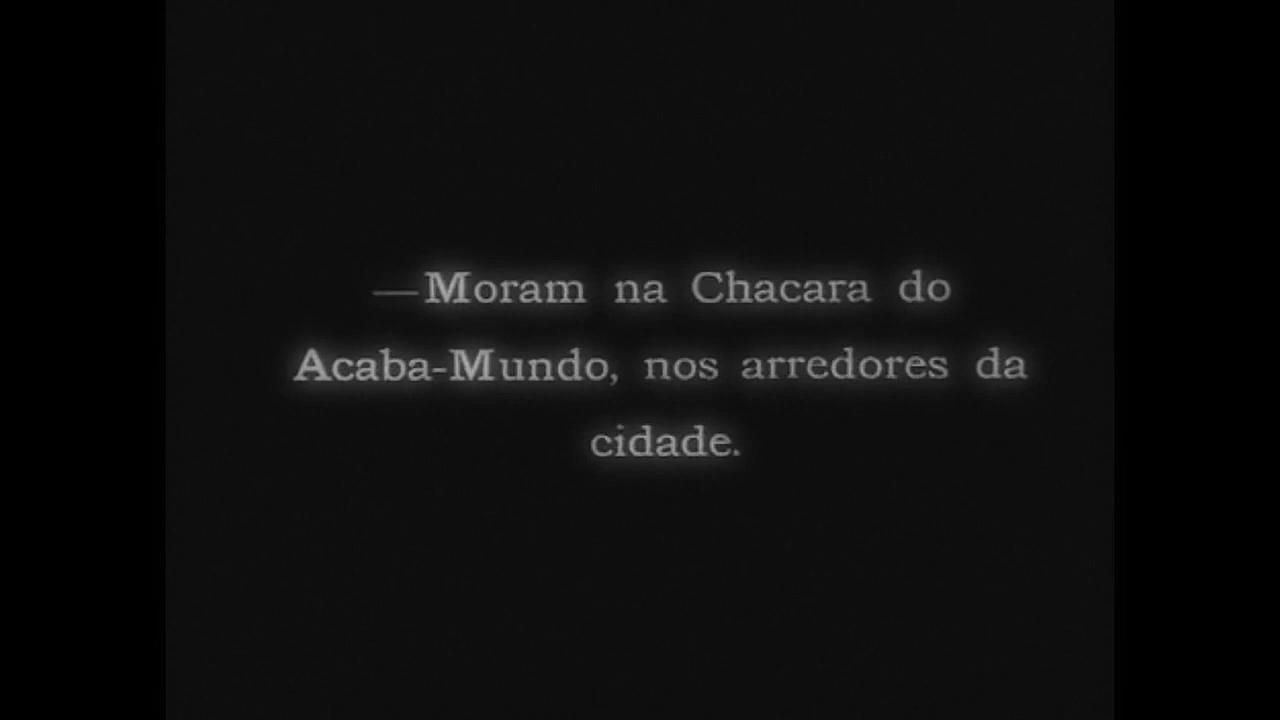 —Moram na Chacara do
Acaba-Mundo, nos arredores da
cidade.